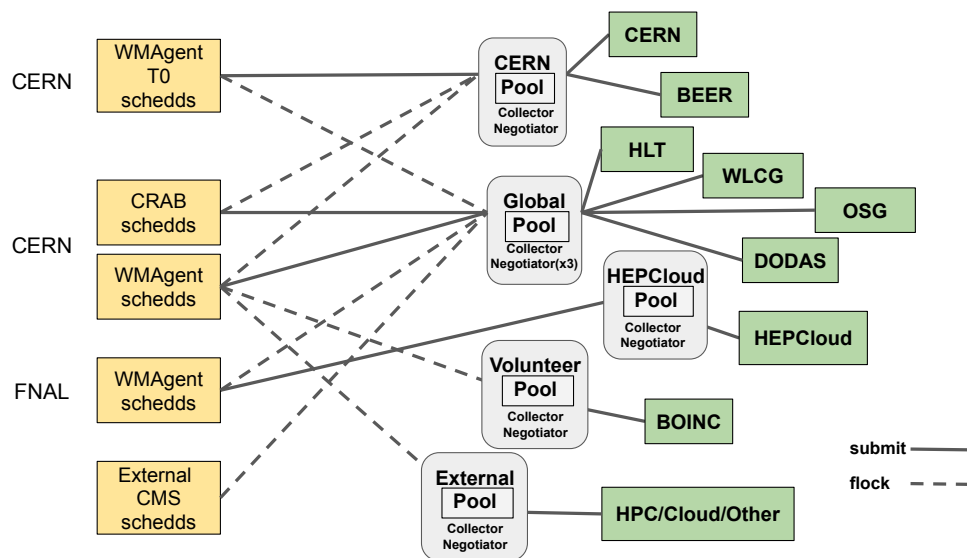 CERN
WMAgent
T0
schedds
CERN
Pool
Collector
Negotiator
CERN
BEER
CERN
CRAB
schedds
WMAgent
schedds
Global
Pool
Collector
Negotiator(x3)
HLT
WLCG
OSG
DODAS
HEPCloud
Pool
Collector
Negotiator
HEPCloud
FNAL
WMAgent
schedds
Volunteer
Pool
Collector
Negotiator
BOINC
External
CMS
schedds
External
Pool
Collector
Negotiator
HPC/Cloud/Other
submit
flock